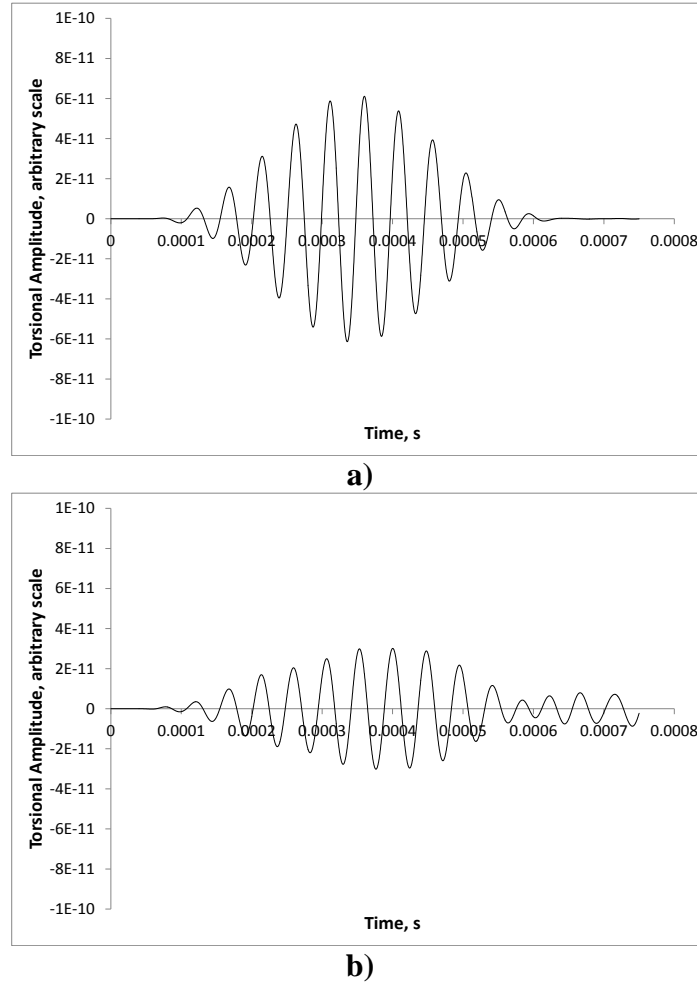 1E-10
8E-11
6E-11
4E-11
2E-11
0
-2E-11
-4E-11
-6E-11
-8E-11
-1E-10
0 0.0001 0.0002 0.0003 0.0004 0.0005 0.0006 0.0007 0.0008
Torsional Amplitude, arbitrary scale
Time, s
a)
1E-10
8E-11
6E-11
4E-11
2E-11
0
-2E-11
-4E-11
-6E-11
-8E-11
-1E-10
0 0.0001 0.0002 0.0003 0.0004 0.0005 0.0006 0.0007 0.0008
Torsional Amplitude, arbitrary scale
Time, s
b)